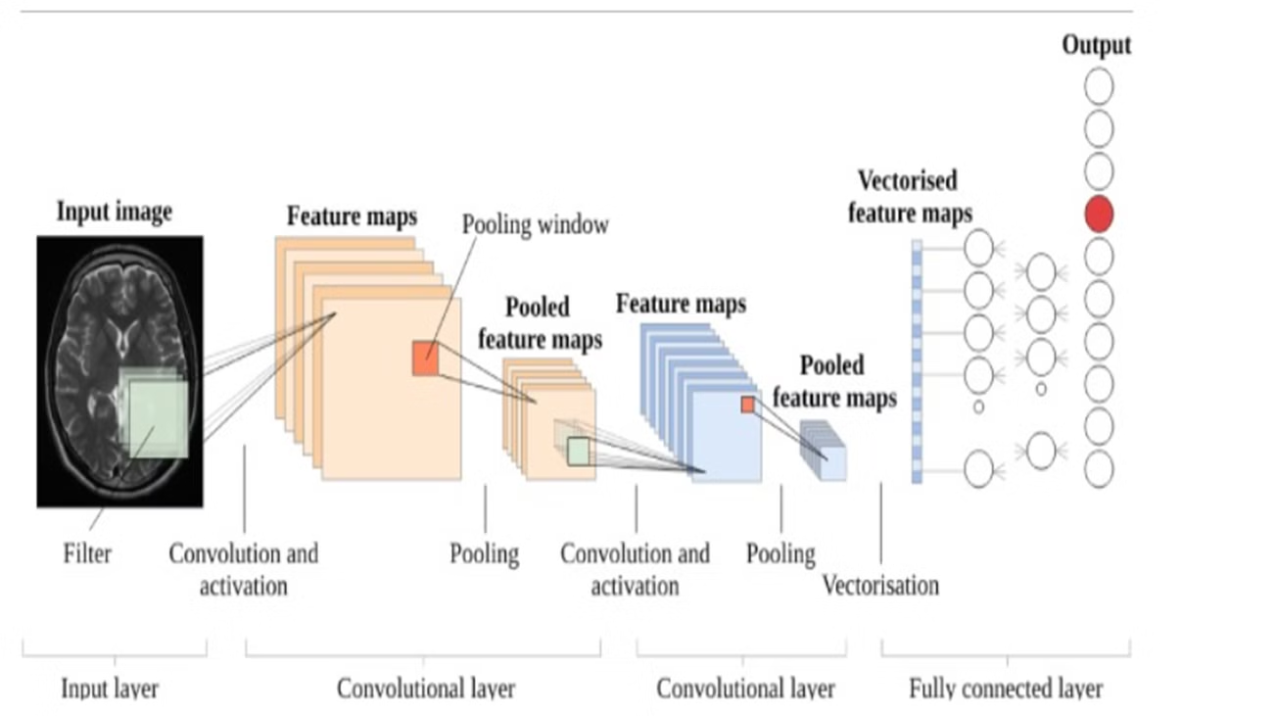 Output
Vectorised
feature maps
Input image
Feature maps
Pooling window
Pooled
feature maps
Feature maps
Pooled
feature maps
Filter
Convolution and
activation
Pooling
Convolution and
activation
Pooling
Vectorisation
Input layer
Convolutional layer
Convolutional layer
Fully connected layer